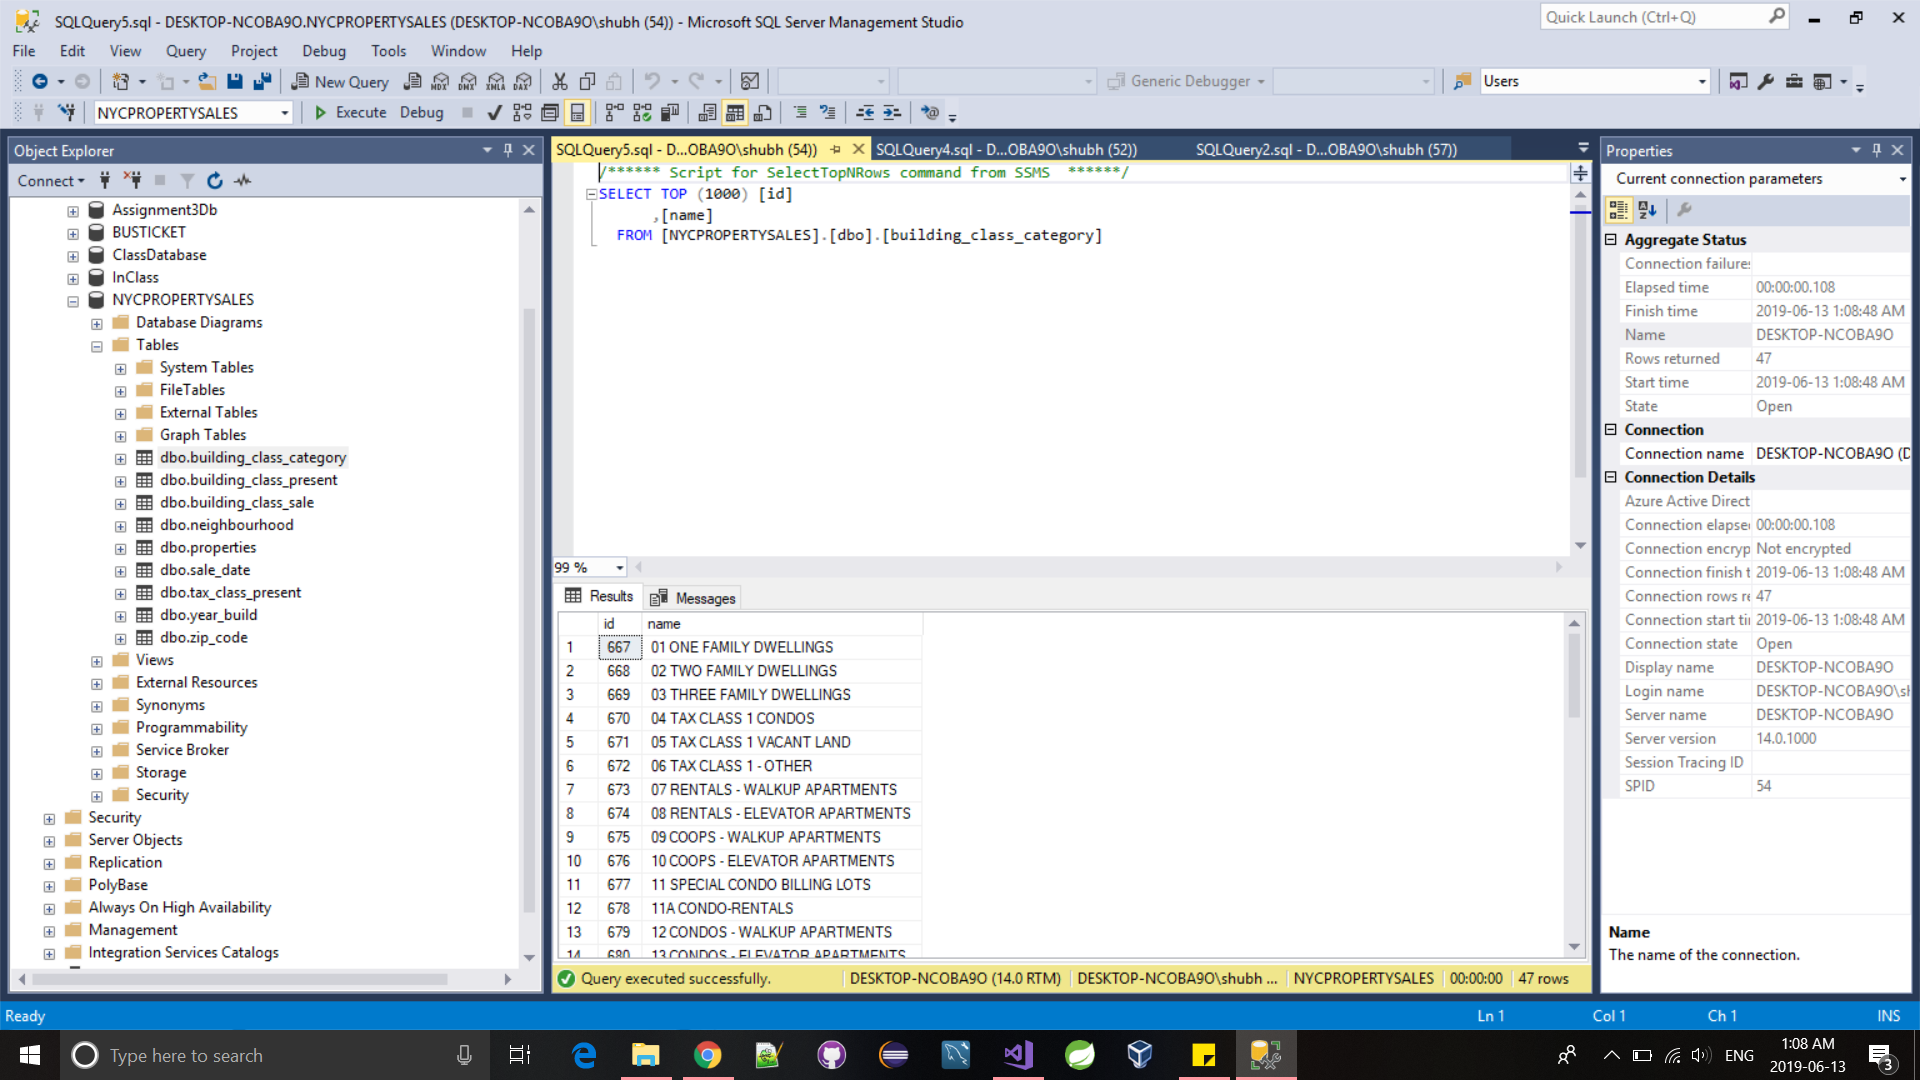 SQLQuery5.sql - DESKTOP-NCOBA9O.NYCPROPERTYSALES (DESKTOP-NCOBA9O\shubh (54)) - Microsoft SQL Server Management Studio
Quick Launch (Ctrl+Q)
File Edit View Query Project Debug Tools Window Help
New Query MDX DMX XMLA DAX Generic Debugger Users
NYCPROPERTYSALES Execute Debug
Object Explorer
Connect
Assignment3Db
BUSTICKET
ClassDatabase
InClass
NYCPROPERTYSALES
Database Diagrams
Tables
System Tables
FileTables
External Tables
Graph Tables
dbo.building_class_category
dbo.building_class_present
dbo.building_class_sale
dbo.neighbourhood
dbo.properties
dbo.sale_date
dbo.tax_class_present
dbo.year_build
dbo.zip_code
Views
External Resources
Synonyms
Programmability
Service Broker
Storage
Security
Security
Server Objects
Replication
PolyBase
Always On High Availability
Management
Integration Services Catalogs
SQLQuery5.sql - D...OBA9O\shubh (54)) SQLQuery4.sql - D...OBA9O\shubh (52)) SQLQuery2.sql - D...OBA9O\shubh (57))
/****** Script for SelectTopNRows command from SSMS ******/
SELECT TOP (1000) [id]
,[name]
FROM [NYCPROPERTYSALES].[dbo].[building_class_category]
99 %
Results Messages
id name
1 667 01 ONE FAMILY DWELLINGS
2 668 02 TWO FAMILY DWELLINGS
3 669 03 THREE FAMILY DWELLINGS
4 670 04 TAX CLASS 1 CONDOS
5 671 05 TAX CLASS 1 VACANT LAND
6 672 06 TAX CLASS 1 - OTHER
7 673 07 RENTALS - WALKUP APARTMENTS
8 674 08 RENTALS - ELEVATOR APARTMENTS
9 675 09 COOPS - WALKUP APARTMENTS
10 676 10 COOPS - ELEVATOR APARTMENTS
11 677 11 SPECIAL CONDO BILLING LOTS
12 678 11A CONDO-RENTALS
13 679 12 CONDOS - WALKUP APARTMENTS
14 680 13 CONDOS - ELEVATOR APARTMENTS
Query executed successfully. DESKTOP-NCOBA9O (14.0 RTM) DESKTOP-NCOBA9O\shubh ... NYCPROPERTYSALES 00:00:00 47 rows
Properties
Current connection parameters
Aggregate Status
Connection failures
Elapsed time 00:00:00.108
Finish time 2019-06-13 1:08:48 AM
Name DESKTOP-NCOBA9O
Rows returned 47
Start time 2019-06-13 1:08:48 AM
State Open
Connection
Connection name DESKTOP-NCOBA9O (D
Connection Details
Azure Active Direct
Connection elapse 00:00:00.108
Connection encryp Not encrypted
Connection finish t 2019-06-13 1:08:48 AM
Connection rows re 47
Connection start ti 2019-06-13 1:08:48 AM
Connection state Open
Display name DESKTOP-NCOBA9O
Login name DESKTOP-NCOBA9O\sh
Server name DESKTOP-NCOBA9O
Server version 14.0.1000
Session Tracing ID
SPID 54
Name
The name of the connection.
Ready Ln 1 Col 1 Ch 1 INS
Type here to search
ENG
1:08 AM
2019-06-13
3